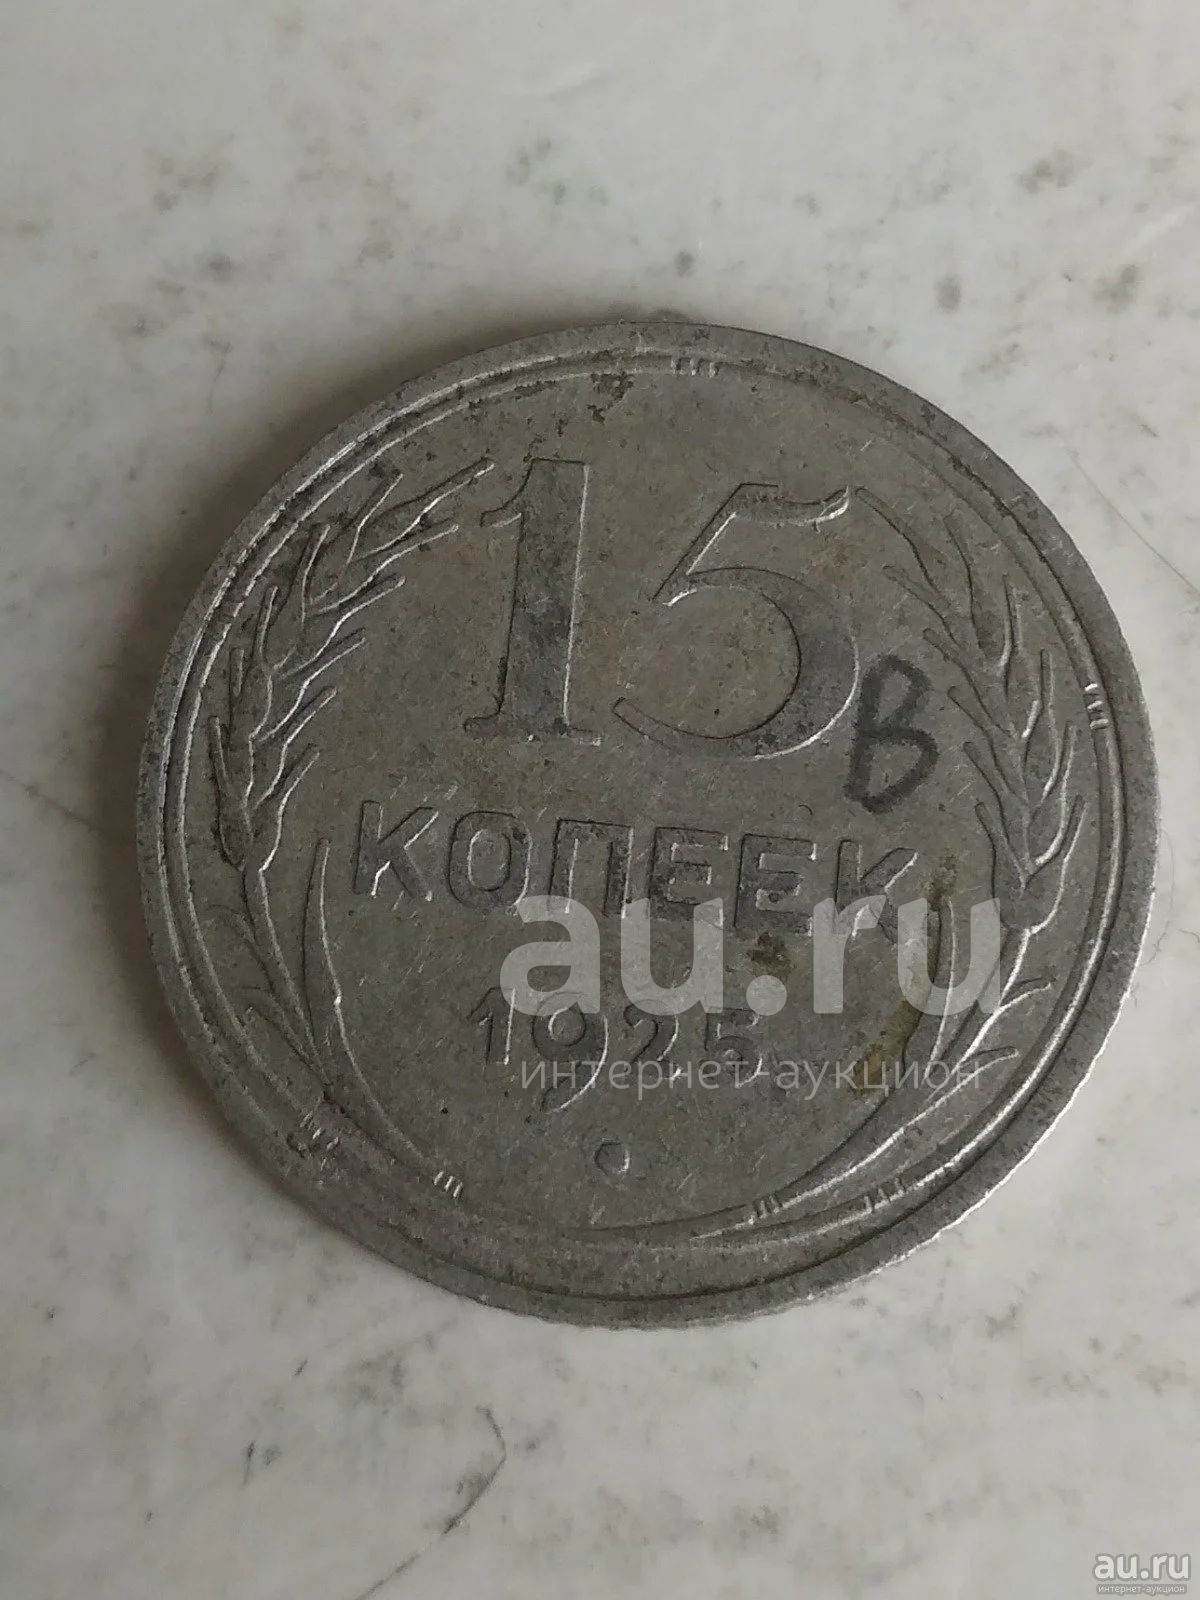 15
В
КОПЕЕК
au.ru
1925
интернет-аукцион
au.ru
интернет-аукцион